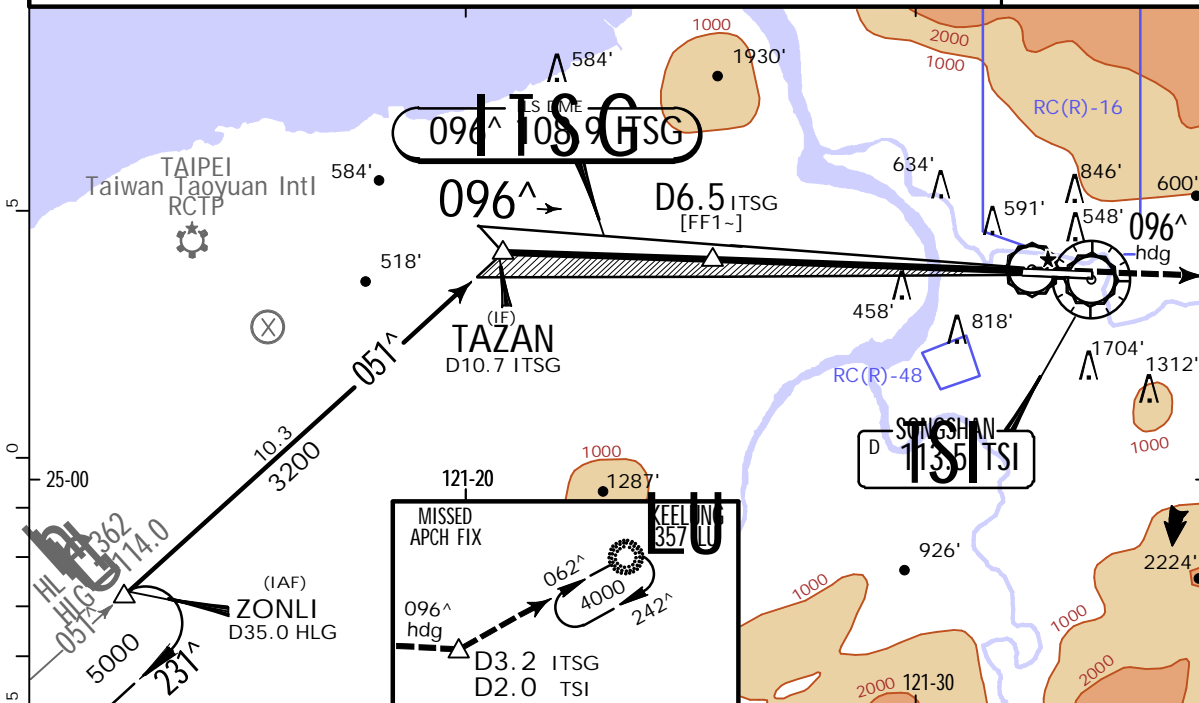 1000
2000
1000
584'
1930'
RC(R)-16
ILS DME
096^ 108.9 ITSG
ITSG
TAIPEI
Taiwan Taoyuan Intl
RCTP
584'
634'
846'
600'
5
096^
D6.5 ITSG
[FF1~]
591'
548'
096^
hdg
518'
458'
818'
(IF)
TAZAN
D10.7 ITSG
051^
RC(R)-48
1704'
1312'
SONGSHAN
D 113.5 TSI
TSI
1000
10.3
3200
0
25-00
121-20
1000
1287'
MISSED
APCH FIX
KEELUNG
357 LU
LU
362
HL
114.0
HLG
051^
(IAF)
ZONLI
D35.0 HLG
062^
4000
242^
096^
hdg
D3.2 ITSG
D2.0 TSI
926'
2224'
1000
1000
5000
231^
2000
121-30
2000
5